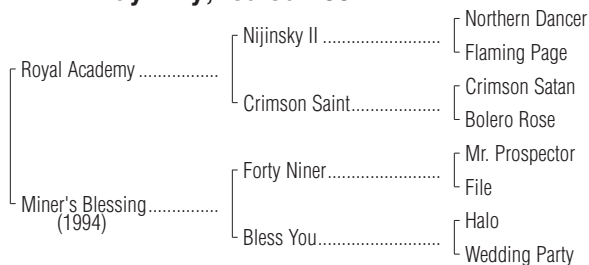 Northern Dancer
Nijinsky II ........................
Flaming Page
Royal Academy ................
Crimson Satan
Crimson Saint....................
Bolero Rose
Mr. Prospector
Forty Niner.........................
File
Miner's Blessing..............
(1994)
Halo
Bless You...........................
Wedding Party